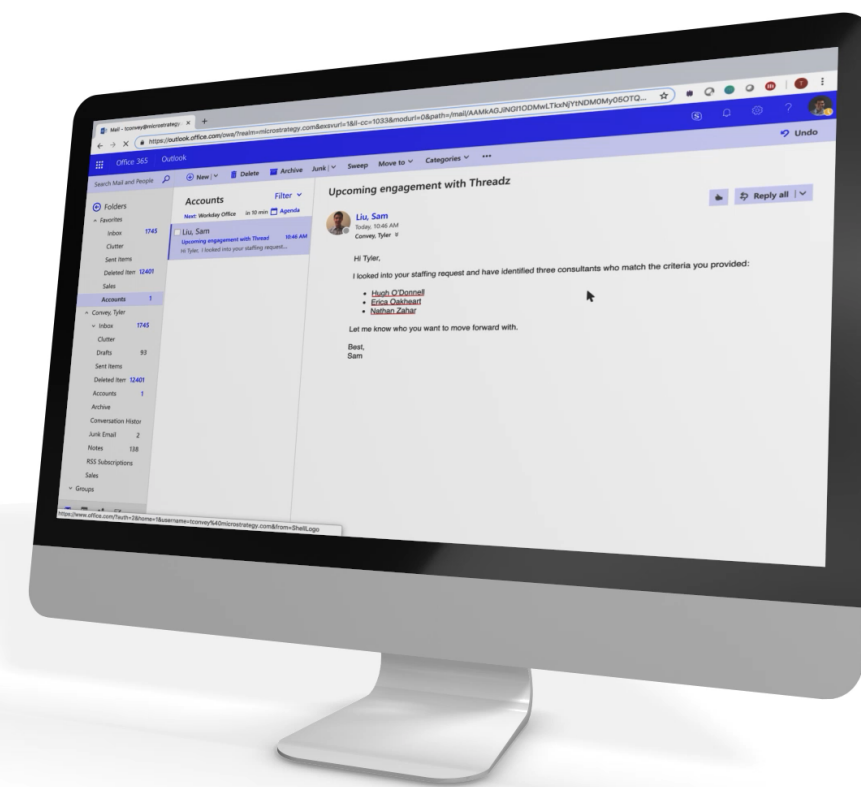 Mail - tconvey@microstrategy. × +
https://outlook.office.com/owa/?realm=microstrategy.com&exsvurl=1&ll-cc=1033&modurl=0&path=/mail/
Office 365 Outlook
Search Mail and People New Delete Archive Junk Sweep Move to Categories ••• Undo
Folders
Favorites
Inbox 1745
Clutter
Sent Items
Deleted Item 12401
Sales
Accounts 1
Convey, Tyler
Inbox 1745
Clutter
Drafts 93
Sent Items
Deleted Item 12401
Accounts 1
Archive
Conversation Histor
Junk Email 2
Notes 138
RSS Subscriptions
Sales
Groups
Accounts Filter
Next: Workday Office in 10 min Agenda
Liu, Sam
Upcoming engagement with Thread 10:46 AM
Hi Tyler, I looked into your staffing request...
Upcoming engagement with Threadz
Reply all
Liu, Sam
Today, 10:46 AM
Convey, Tyler
Hi Tyler,
I looked into your staffing request and have identified three consultants who match the criteria you provided:
• Hugh O'Donnell
• Erica Oakheart
• Nathan Zahar
Let me know who you want to move forward with.
Best,
Sam
https://www.office.com/?auth=2&home=1&username=tconvey%40microstrategy.com&from=ShellLogo